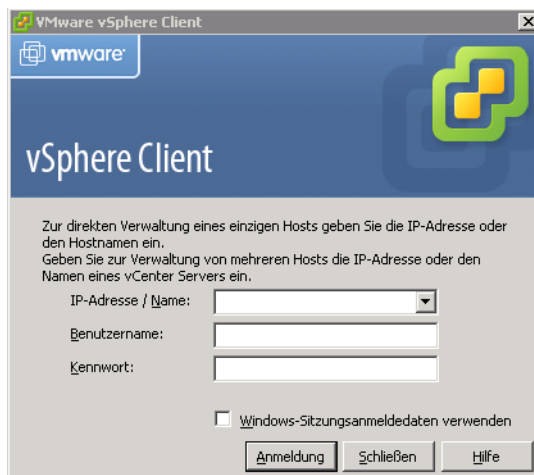 VMware vSphere Client
vmware
vSphere Client
Zur direkten Verwaltung eines einzigen Hosts geben Sie die IP-Adresse oder
den Hostnamen ein.
Geben Sie zur Verwaltung von mehreren Hosts die IP-Adresse oder den
Namen eines vCenter Servers ein.
IP-Adresse / Name:
Benutzername:
Kennwort:
Windows-Sitzungsanmeldedaten verwenden
Anmeldung Schließen Hilfe